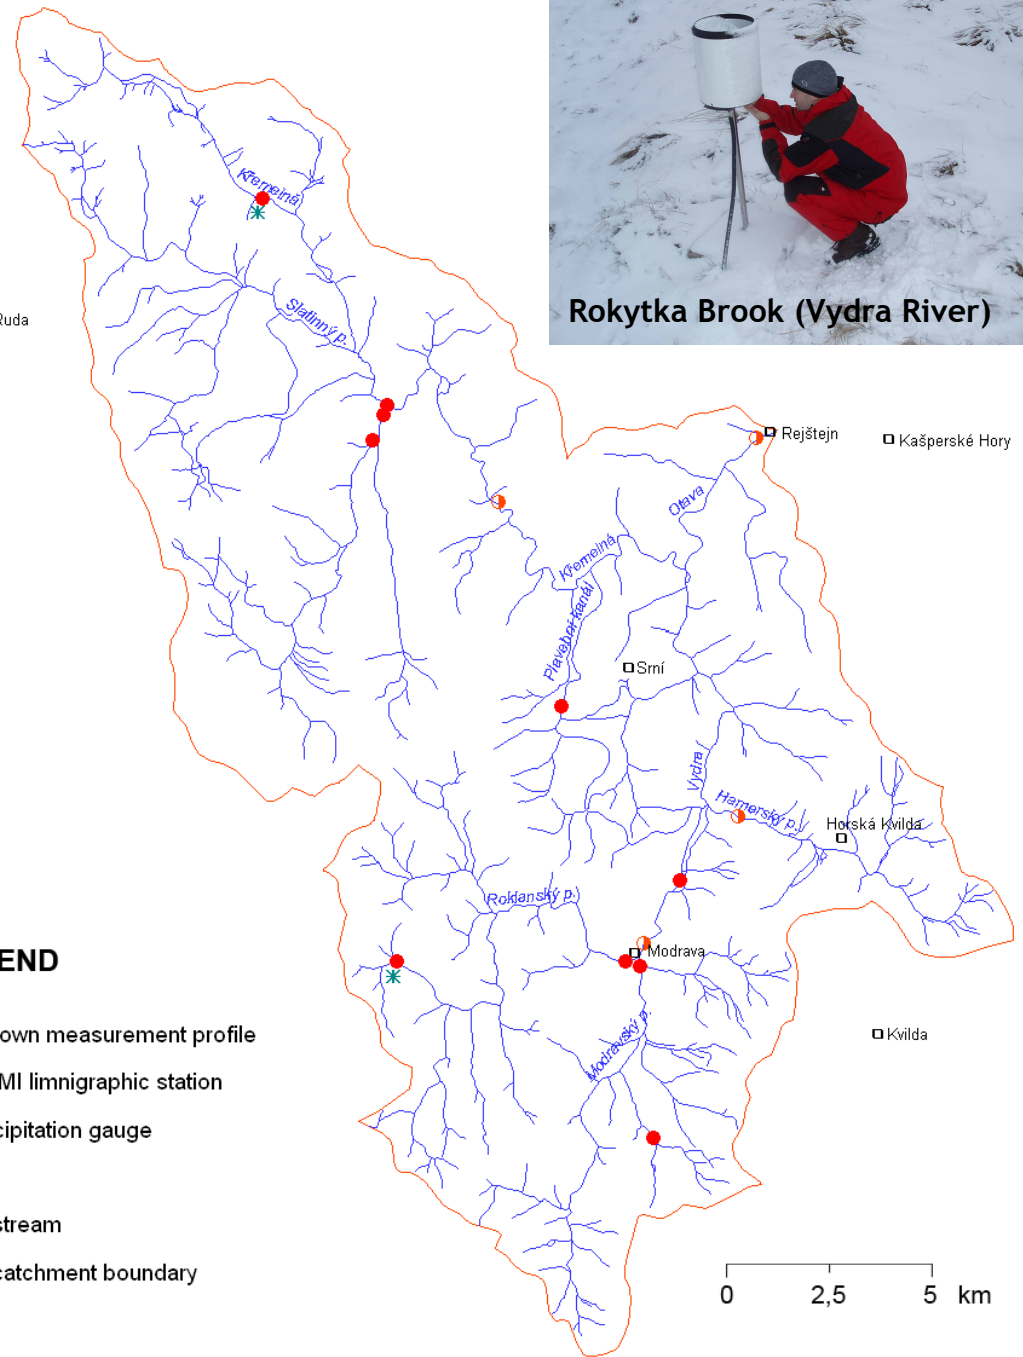 Křemelná
Slatinný p.
Ruda
Rokytka Brook (Vydra River)
Rejštejn
Kašperské Hory
Otava
Křemelná
Plavební kanál
Srní
Vydra
Hamerský p.
Horská Kvilda
Roklanský p.
Modrava
Kvilda
Modravský p.
END
own measurement profile
MI limnigraphic station
cipitation gauge
stream
catchment boundary
0 2,5 5 km